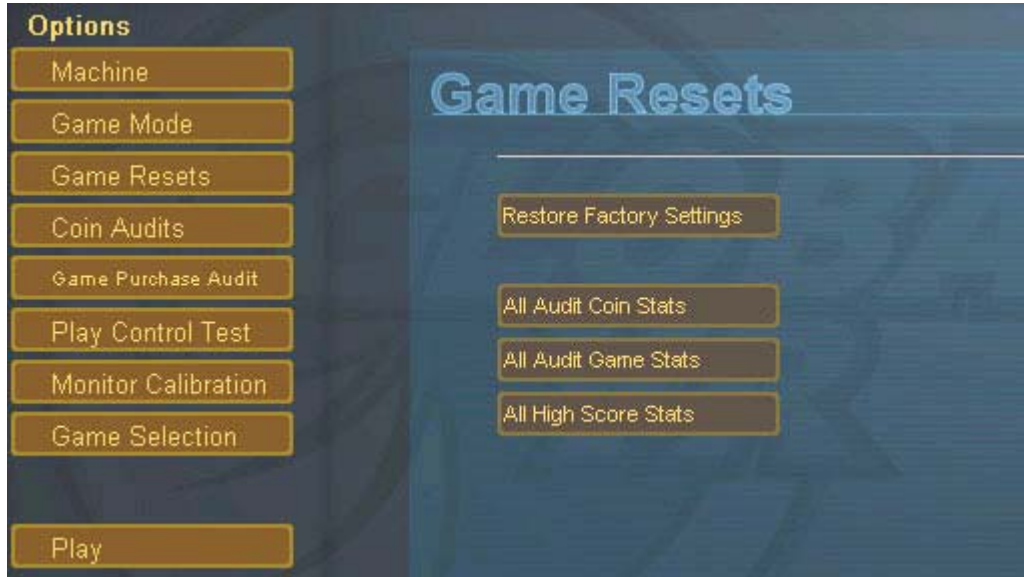 Options
Machine
Game Mode
Game Resets
Coin Audits
Game Purchase Audit
Play Control Test
Monitor Calibration
Game Selection
Play
Game Resets
Restore Factory Settings
All Audit Coin Stats
All Audit Game Stats
All High Score Stats